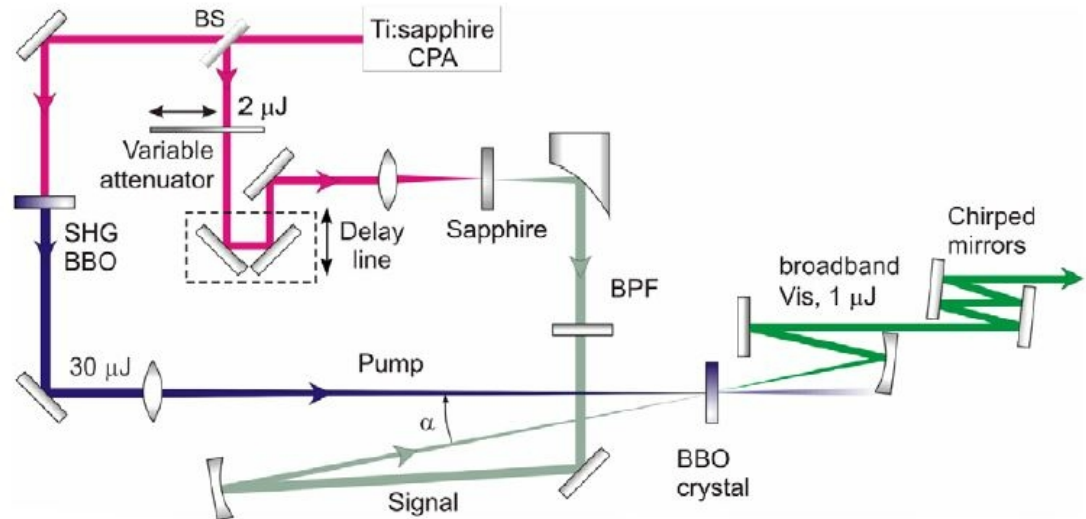 BS
Ti:sapphire
CPA
2 μJ
Variable
attenuator
Delay
line
Sapphire
SHG
BBO
BPF
Chirped
mirrors
broadband
Vis, 1 μJ
30 μJ
Pump
α
Signal
BBO
crystal